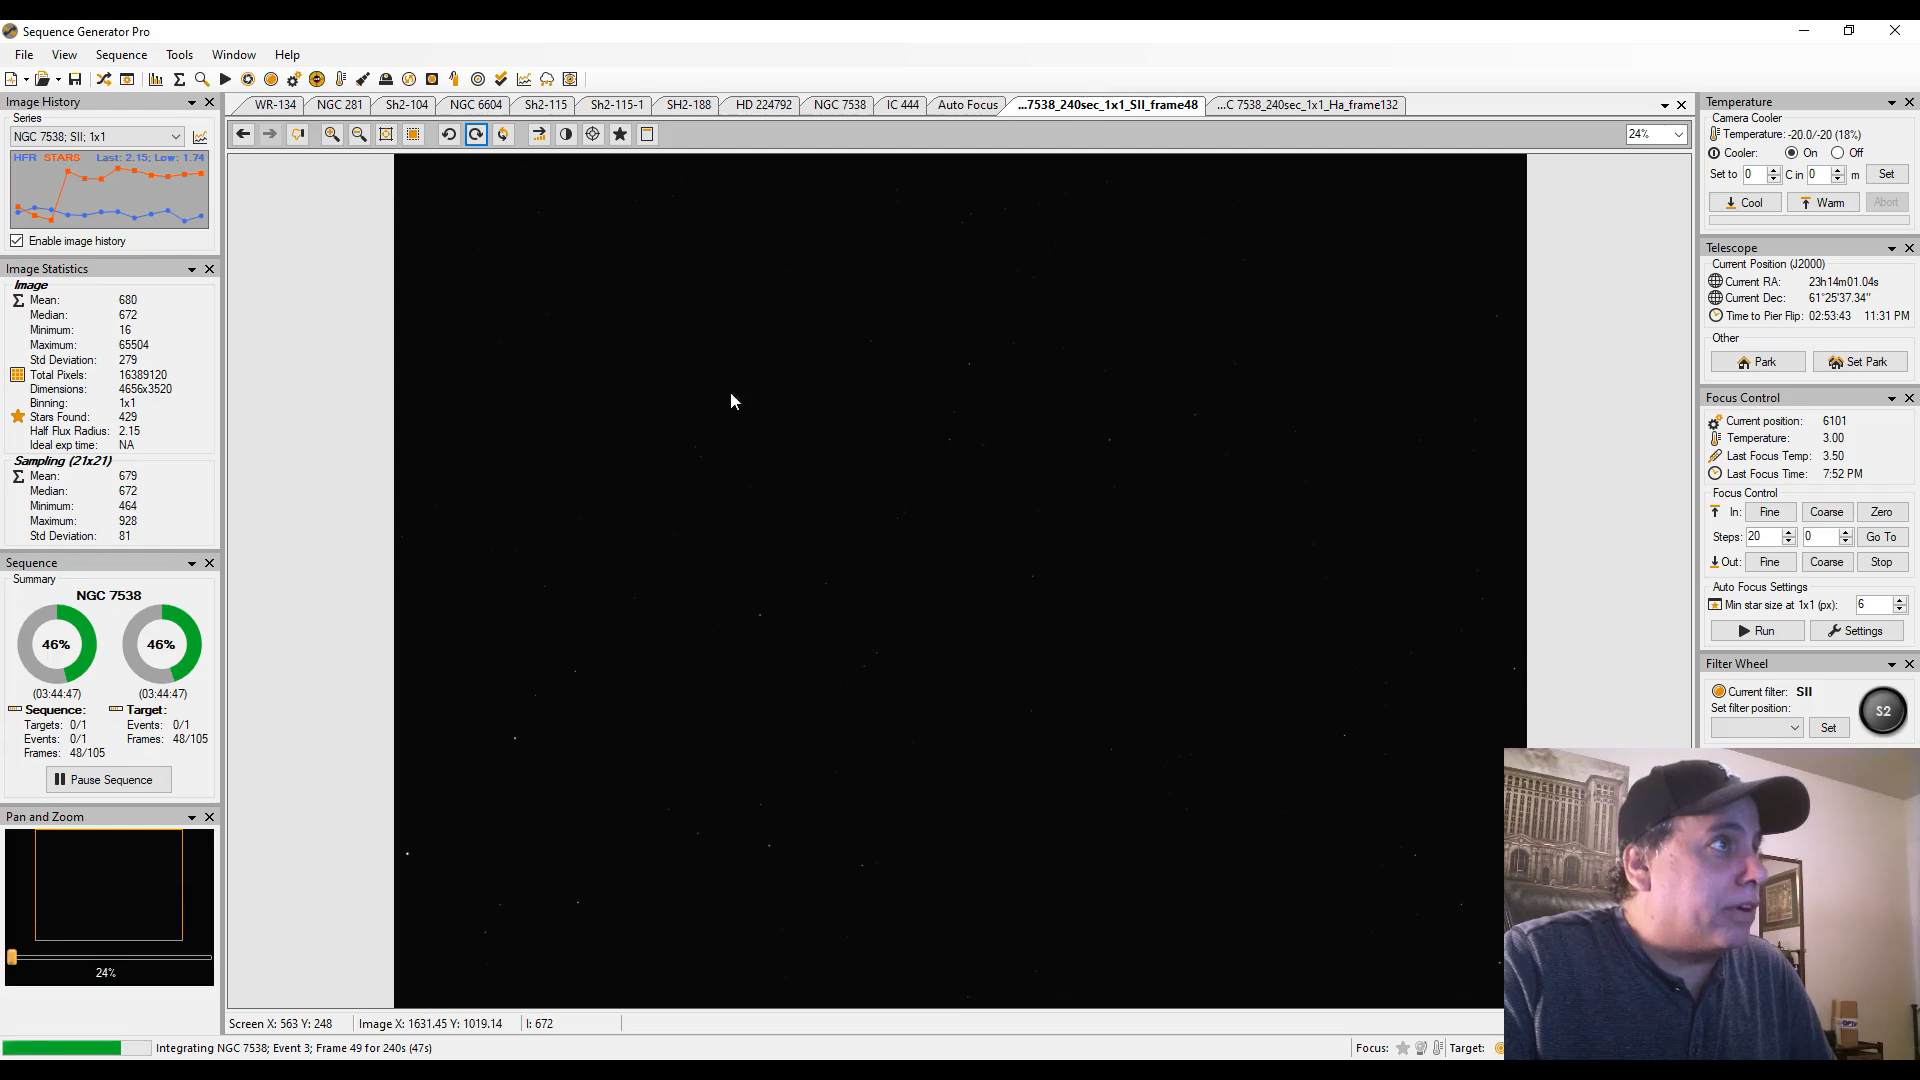 Sequence Generator Pro
File View Sequence Tools Window Help
Image History
Series
NGC 7538; SII; 1x1
HFR STARS Last: 2.15; Low: 1.74
Enable image history
Image Statistics
Image
Mean: 680
Median: 672
Minimum: 16
Maximum: 65504
Std Deviation: 279
Total Pixels: 16389120
Dimensions: 4656x3520
Binning: 1x1
Stars Found: 429
Half Flux Radius: 2.15
Ideal exp time: NA
Sampling (21x21)
Mean: 679
Median: 672
Minimum: 464
Maximum: 928
Std Deviation: 81
Sequence
Summary
NGC 7538
46% 46%
(03:44:47) (03:44:47)
Sequence: Target:
Targets: 0/1 Events: 0/1
Events: 0/1 Frames: 48/105
Frames: 48/105
Pause Sequence
Pan and Zoom
24%
WR-134 NGC 281 Sh2-104 NGC 6604 Sh2-115 Sh2-115-1 SH2-188 HD 224792 NGC 7538 IC 444 Auto Focus ...7538_240sec_1x1_SII_frame48 ...C 7538_240sec_1x1_Ha_frame132
24%
Screen X: 563 Y: 248 Image X: 1631.45 Y: 1019.14 I: 672
Integrating NGC 7538; Event 3; Frame 49 for 240s (47s)
Focus: Target:
Temperature
Camera Cooler
Temperature: -20.0/-20 (18%)
Cooler: On Off
Set to 0 C in 0 m Set
Cool Warm Abort
Telescope
Current Position (J2000)
Current RA: 23h14m01.04s
Current Dec: 61°25'37.34"
Time to Pier Flip: 02:53:43 11:31 PM
Other
Park Set Park
Focus Control
Current position: 6101
Temperature: 3.00
Last Focus Temp: 3.50
Last Focus Time: 7:52 PM
Focus Control
In: Fine Coarse Zero
Steps: 20 0 Go To
Out: Fine Coarse Stop
Auto Focus Settings
Min star size at 1x1 (px): 6
Run Settings
Filter Wheel
Current filter: SII
Set filter position:
Set
S2